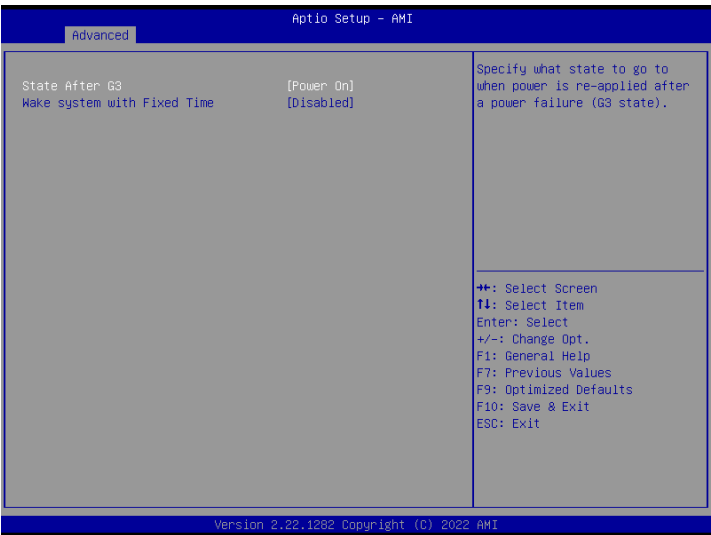 Aptio Setup – AMI
Advanced
State After G3 [Power On]
Wake system with Fixed Time [Disabled]
Specify what state to go to
when power is re-applied after
a power failure (G3 state).
→←: Select Screen
↑↓: Select Item
Enter: Select
+/-: Change Opt.
F1: General Help
F7: Previous Values
F9: Optimized Defaults
F10: Save & Exit
ESC: Exit
Version 2.22.1282 Copyright (C) 2022 AMI